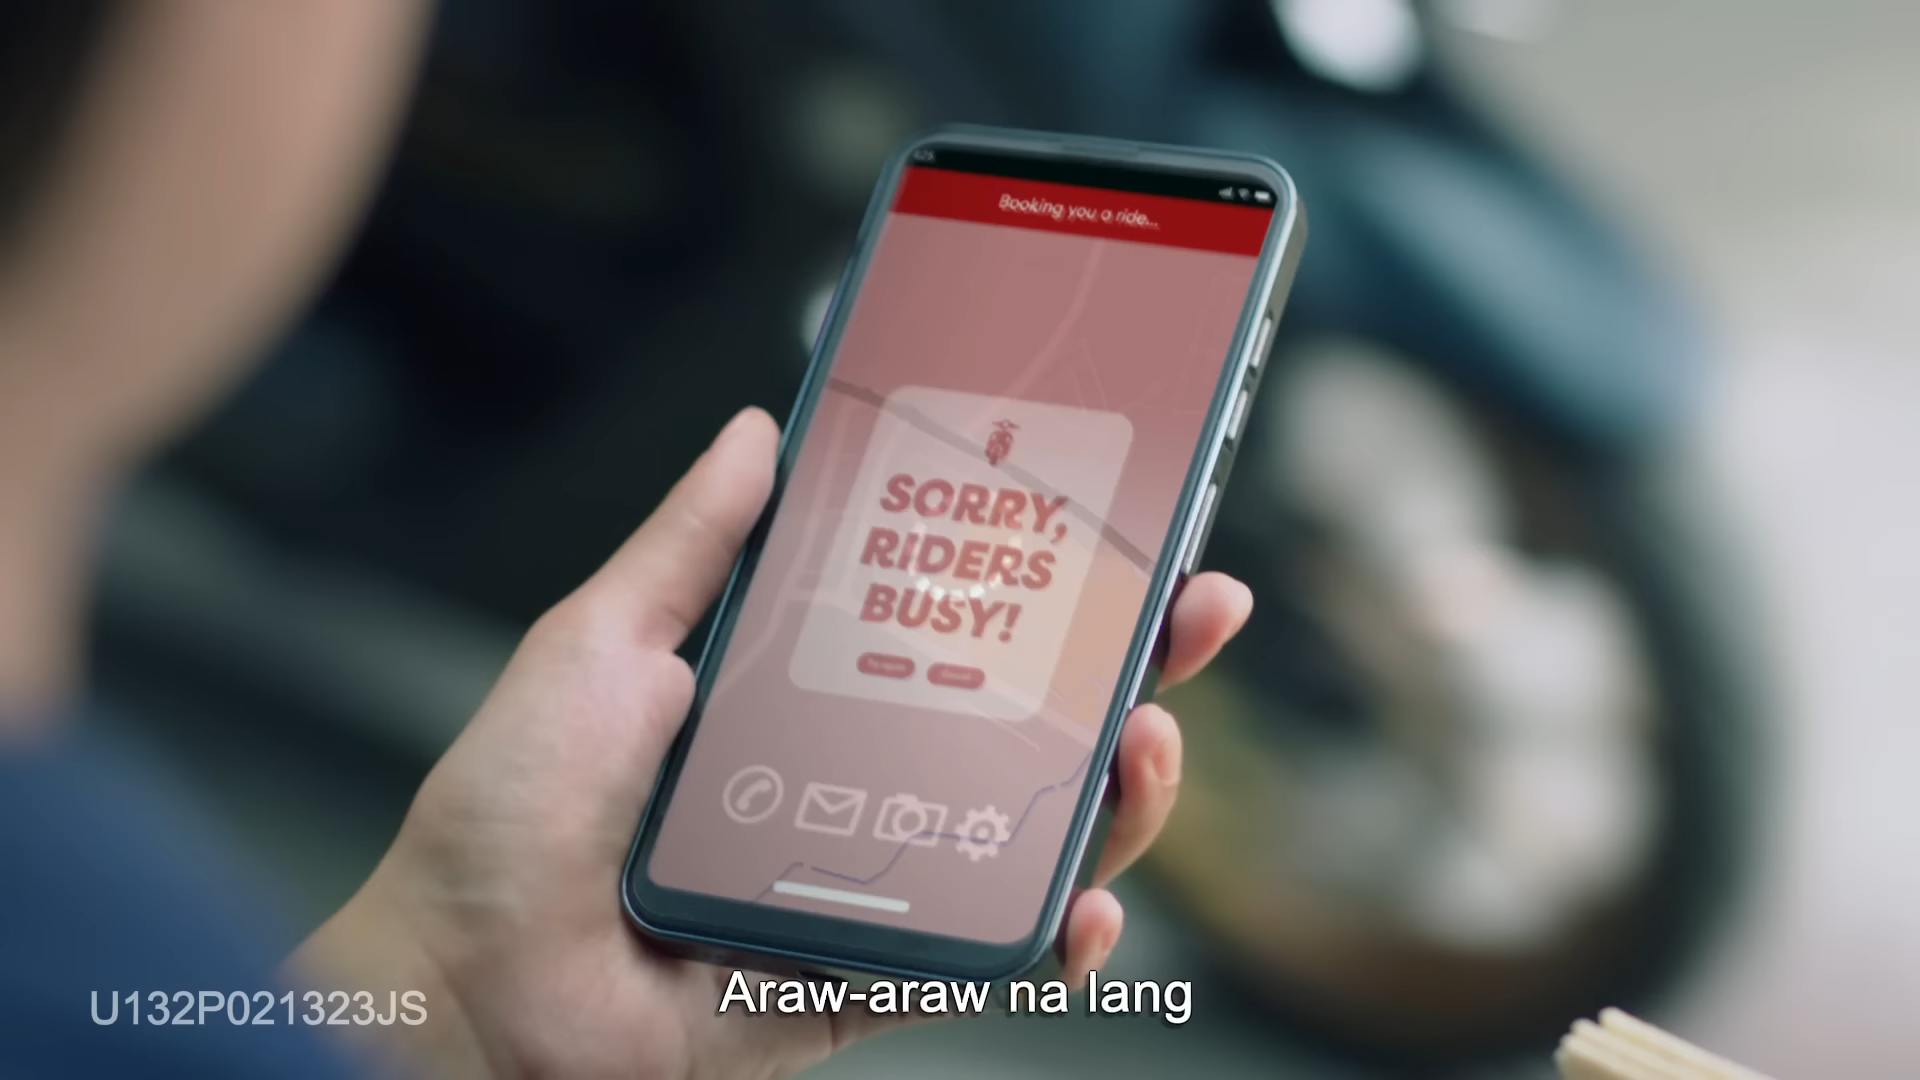 Booking you a ride...
SORRY,
RIDERS
BUSY!
Araw-araw na lang
U132P021323JS